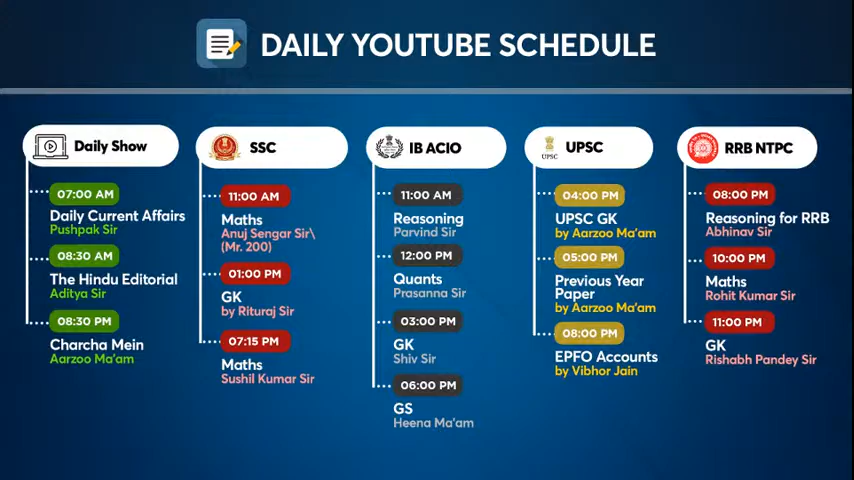 DAILY YOUTUBE SCHEDULE
Daily Show
07:00 AM
Daily Current Affairs
Pushpak Sir
08:30 AM
The Hindu Editorial
Aditya Sir
08:30 PM
Charcha Mein
Aarzoo Ma'am
SSC
11:00 AM
Maths
Anuj Sengar Sir\
(Mr. 200)
01:00 PM
GK
by Rituraj Sir
07:15 PM
Maths
Sushil Kumar Sir
IB ACIO
11:00 AM
Reasoning
Parvind Sir
12:00 PM
Quants
Prasanna Sir
03:00 PM
GK
Shiv Sir
06:00 PM
GS
Heena Ma'am
UPSC
UPSC
04:00 PM
UPSC GK
by Aarzoo Ma'am
05:00 PM
Previous Year
Paper
by Aarzoo Ma'am
08:00 PM
EPFO Accounts
by Vibhor Jain
RRB NTPC
08:00 PM
Reasoning for RRB
Abhinav Sir
10:00 PM
Maths
Rohit Kumar Sir
11:00 PM
GK
Rishabh Pandey Sir